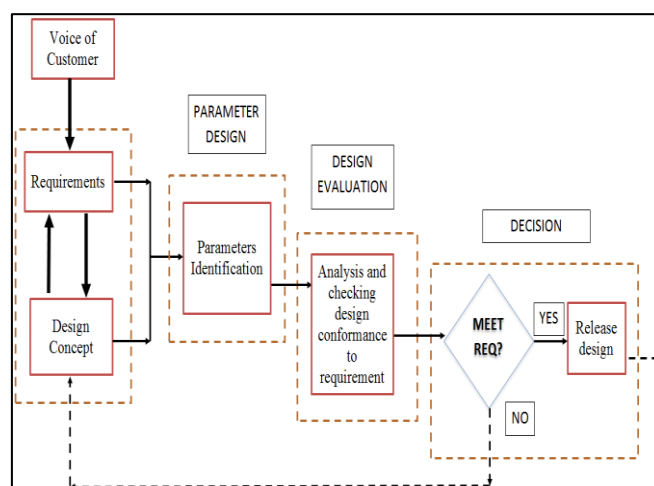 Voice of
Customer
PARAMETER
DESIGN
DESIGN
EVALUATION
Requirements
DECISION
Parameters
Identification
Analysis and
checking
design
conformance
to
requirement
MEET
REQ?
YES
Release
design
Design
Concept
NO